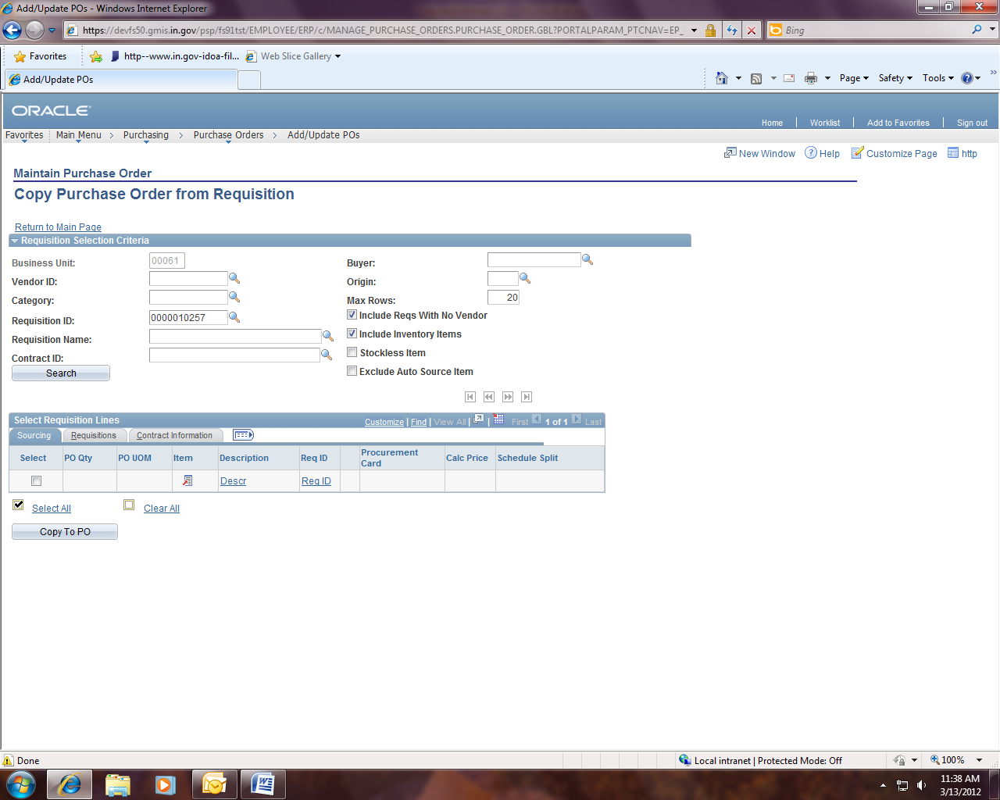 Add/Update POs - Windows Internet Explorer
https://devfs50.gmis.in.gov/psp/fs91tst/EMPLOYEE/ERP/c/MANAGE_PURCHASE_ORDERS.PURCHASE_ORDER.GBL?PORTALPARAM_PTCNAV=EP_
Bing
Favorites
http--www.in.gov-idoa-fil...
Web Slice Gallery
Add/Update POs
Page Safety Tools
ORACLE
Home Worklist Add to Favorites Sign out
Favorites Main Menu > Purchasing > Purchase Orders > Add/Update POs
New Window Help Customize Page http
Maintain Purchase Order
Copy Purchase Order from Requisition
Return to Main Page
Requisition Selection Criteria
Business Unit: 00061 Buyer:
Vendor ID: Origin:
Category: Max Rows: 20
Requisition ID: 0000010257 Include Reqs With No Vendor
Requisition Name: Include Inventory Items
Contract ID: Stockless Item
Search Exclude Auto Source Item
Select Requisition Lines Customize | Find | View All | | First 1 of 1 Last
Sourcing Requisitions Contract Information
Select PO Qty PO UOM Item Description Req ID Procurement Card Calc Price Schedule Split
Descr Req ID
Select All Clear All
Copy To PO
Done Local intranet | Protected Mode: Off 100%
11:38 AM
3/13/2012